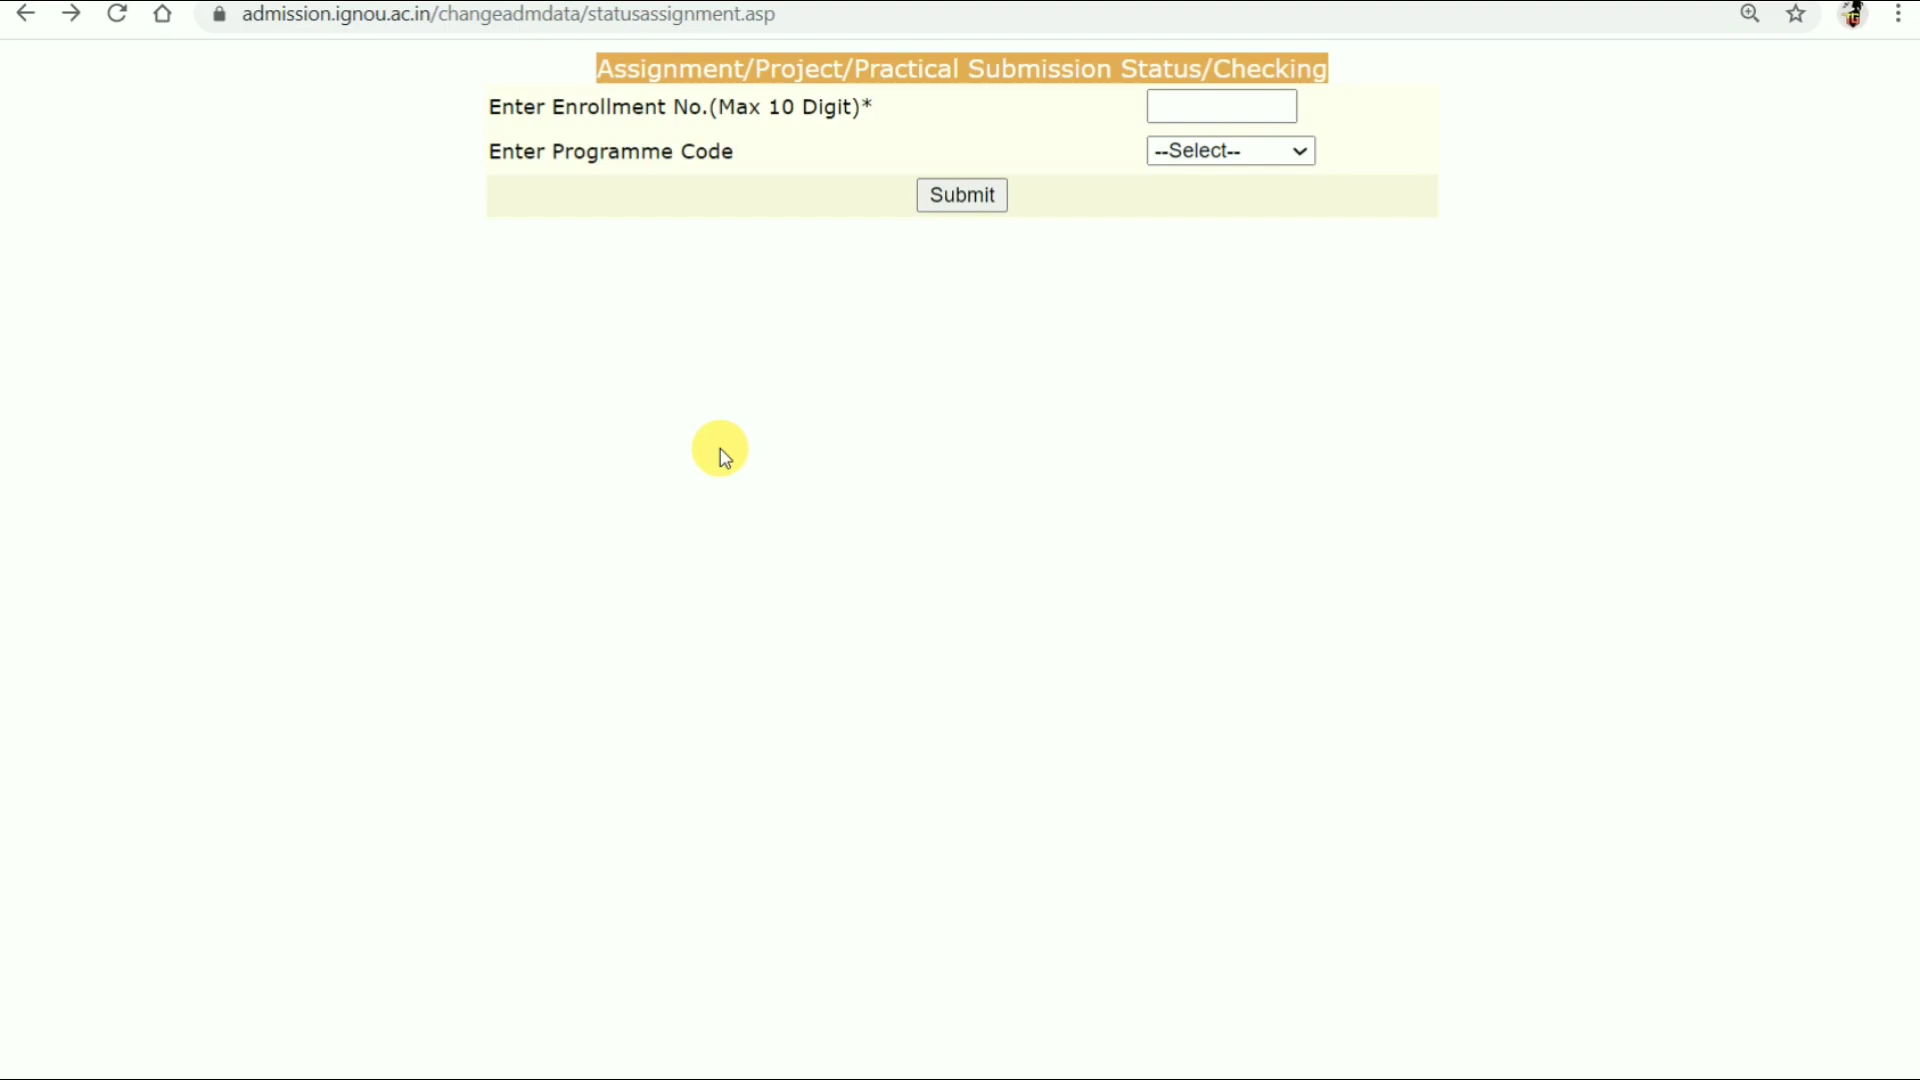 admission.ignou.ac.in/changeadmdata/statusassignment.asp
Assignment/Project/Practical Submission Status/Checking
Enter Enrollment No.(Max 10 Digit)*
Enter Programme Code
--Select--
Submit